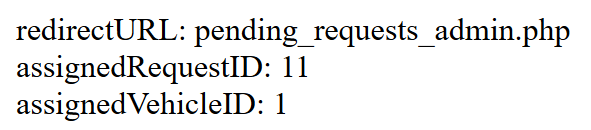 redirectURL: pending_requests_admin.php
assignedRequestID: 11
assignedVehicleID: 1